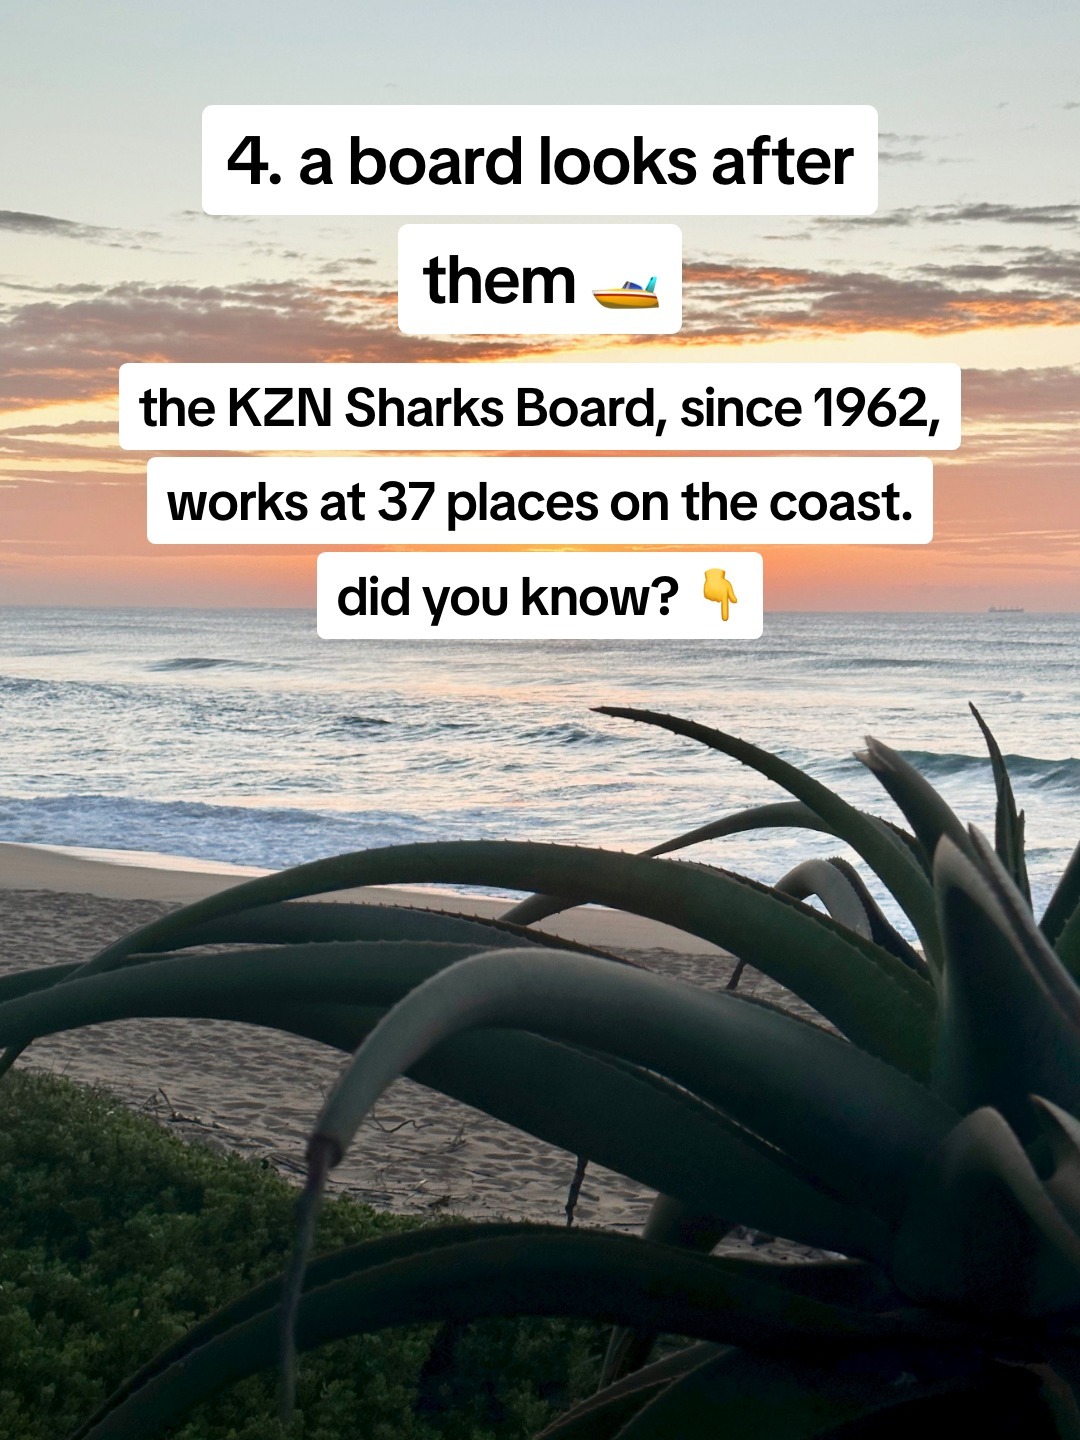 4. a board looks after
them 🚤
the KZN Sharks Board, since 1962,
works at 37 places on the coast.
did you know? 👇